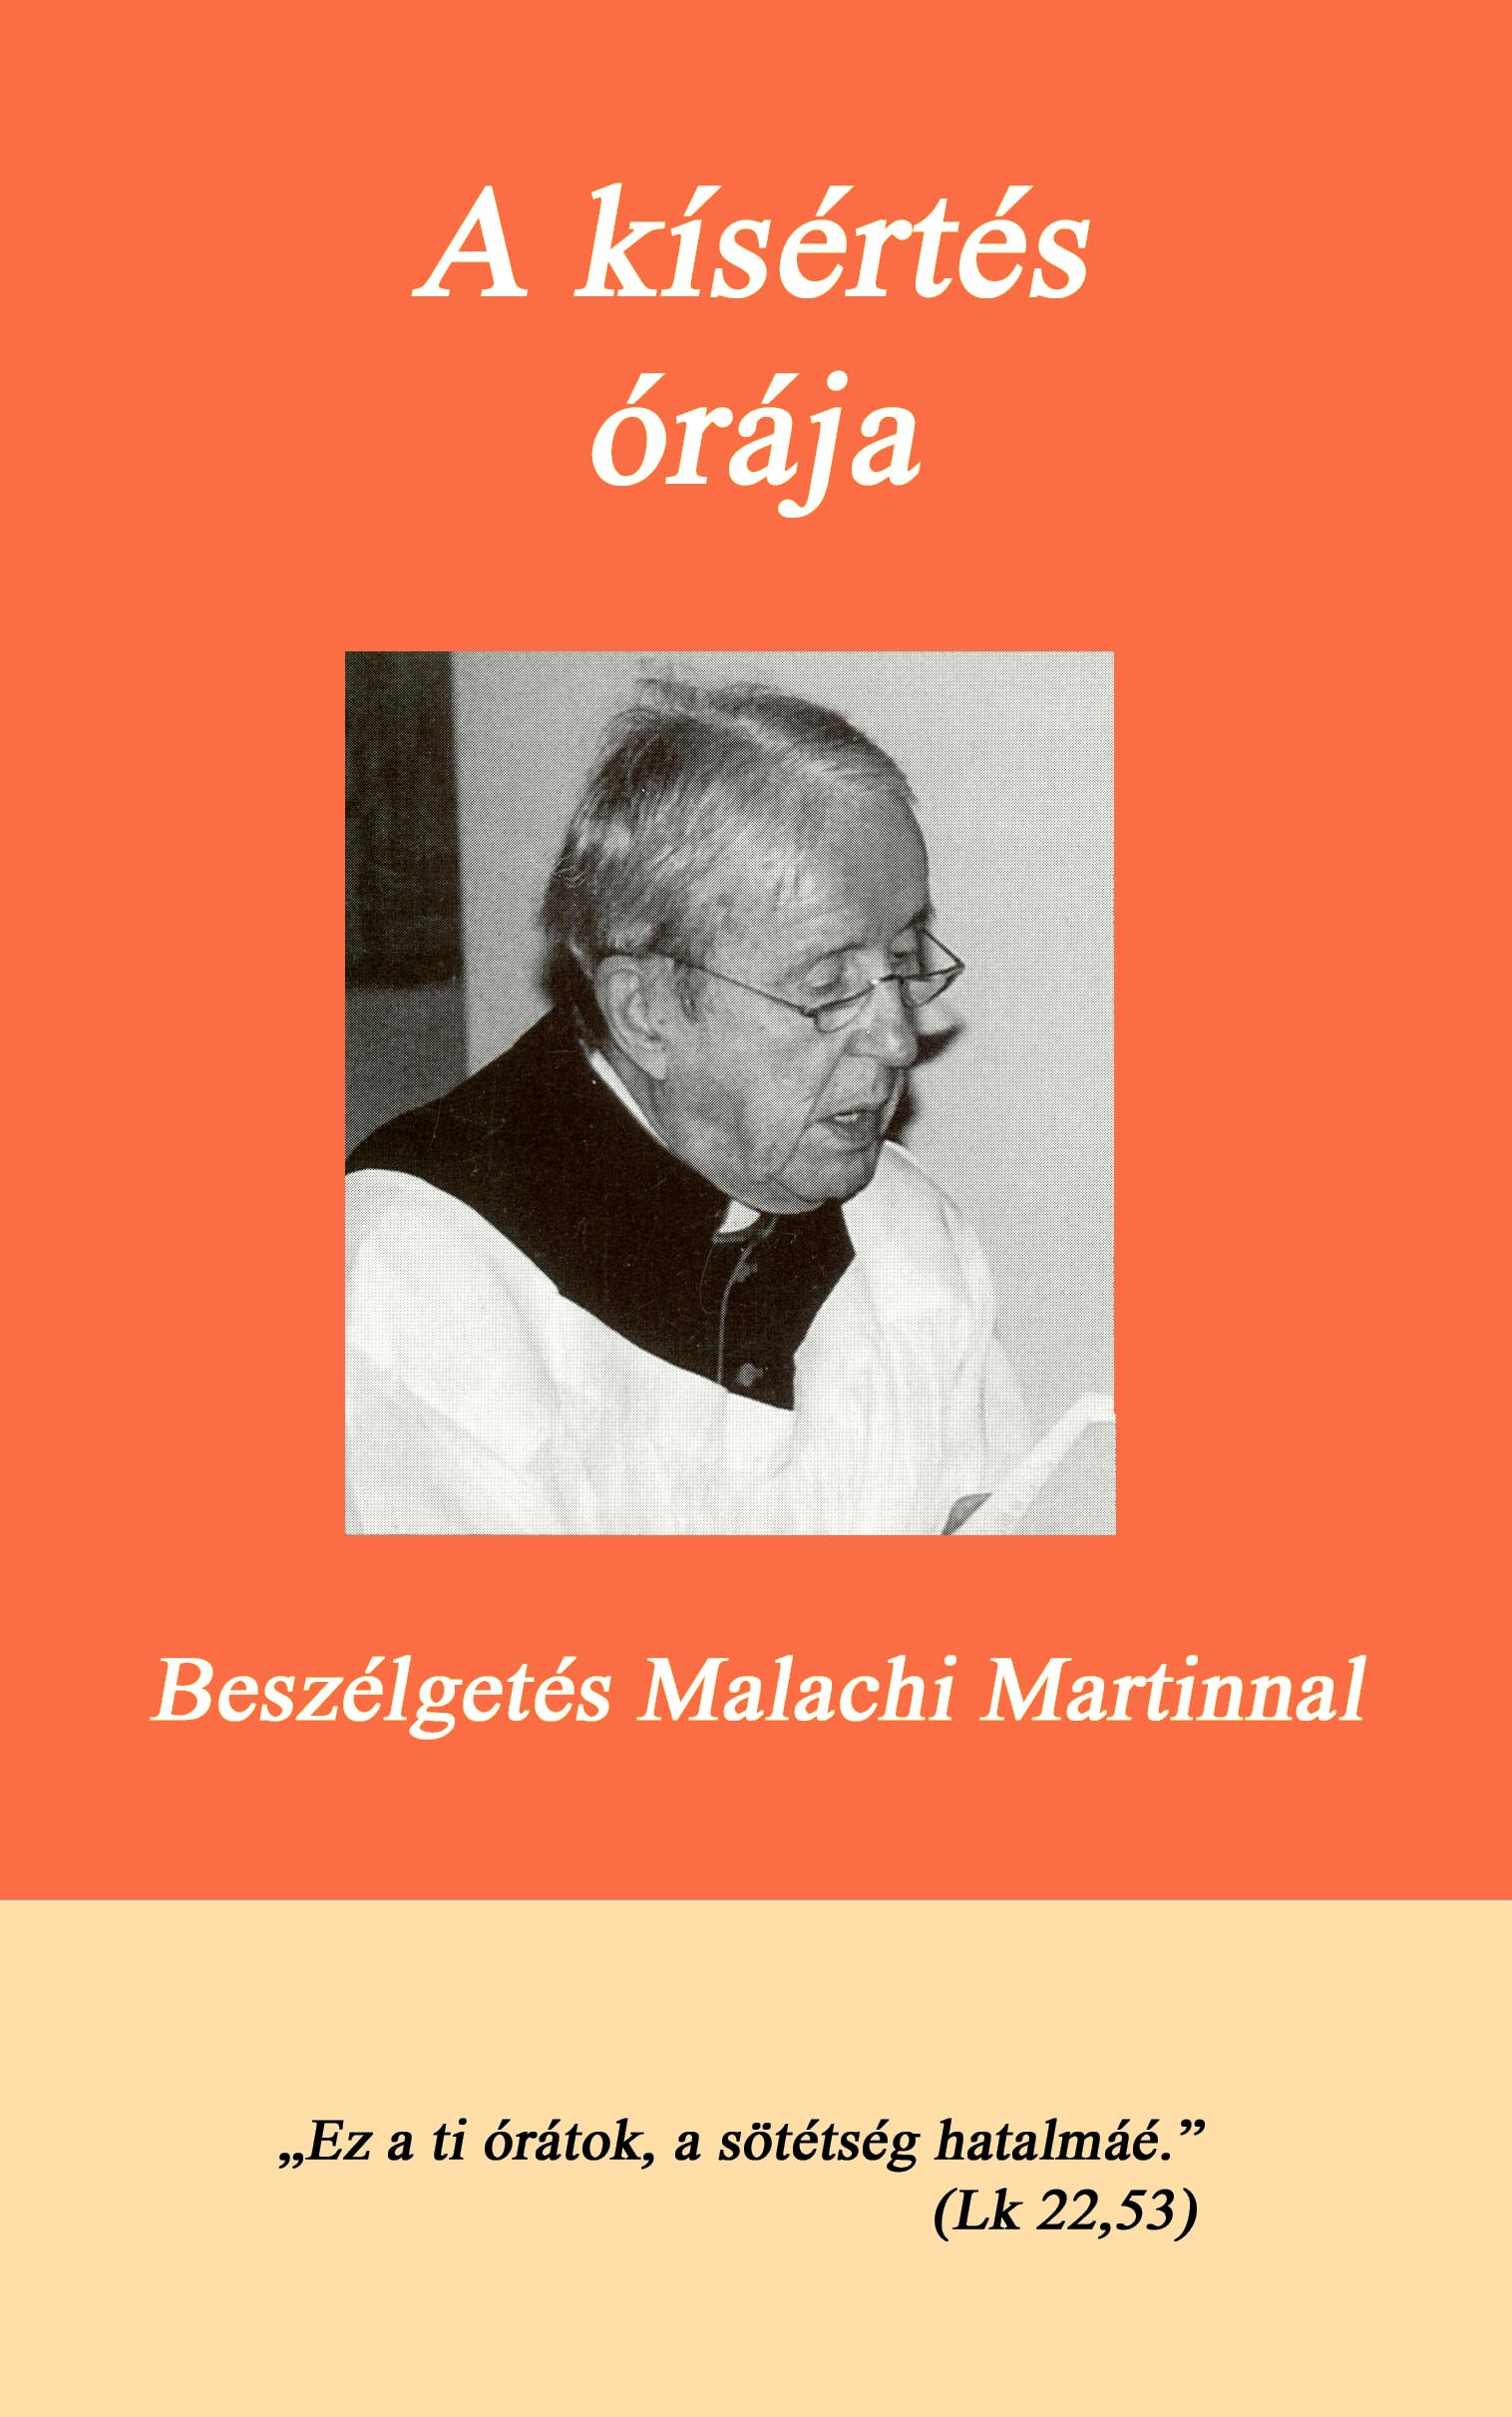 A kísértés
órája
Beszélgetés Malachi Martinnal
„Ez a ti órátok, a sötétség hatalmáé.”
(Lk 22,53)